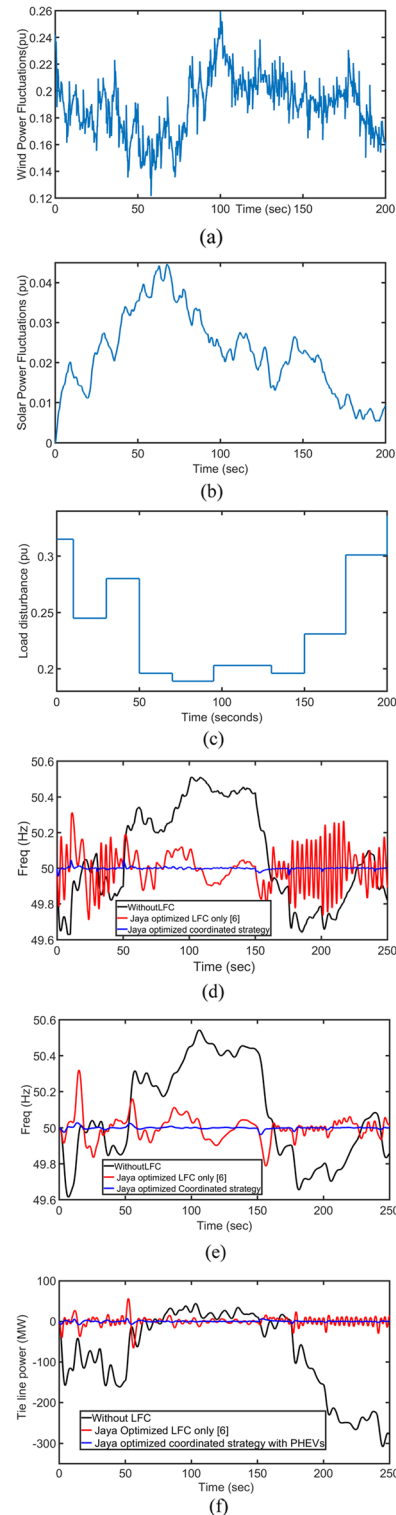 0.26
0.24
0.22
0.2
0.18
0.16
0.14
0.12
Wind Power Fluctuations(pu)
0 50 100 Time (sec) 150 200
(a)
0.04
0.03
0.02
0.01
0
Solar Power Fluctuations (pu)
0 50 100 150 200
Time (sec)
(b)
0.3
0.25
0.2
Load disturbance (pu)
0 50 100 150 200
Time (seconds)
(c)
50.6
50.4
50.2
50
49.8
49.6
Freq (Hz)
WithoutLFC
Jaya optimized LFC only [6]
Jaya optimized coordinated strategy
0 50 100 150 200 250
Time (sec)
(d)
50.6
50.4
50.2
50
49.8
49.6
Freq (Hz)
WithoutLFC
Jaya optimized LFC only [6]
Jaya optimized Coordinated strategy
0 50 100 150 200 250
Time (sec)
(e)
100
0
-100
-200
-300
Tie line power (MW)
Without LFC
Jaya Optimized LFC only [6]
Jaya optimized coordinated strategy with PHEVs
0 50 100 150 200 250
Time (sec)
(f)